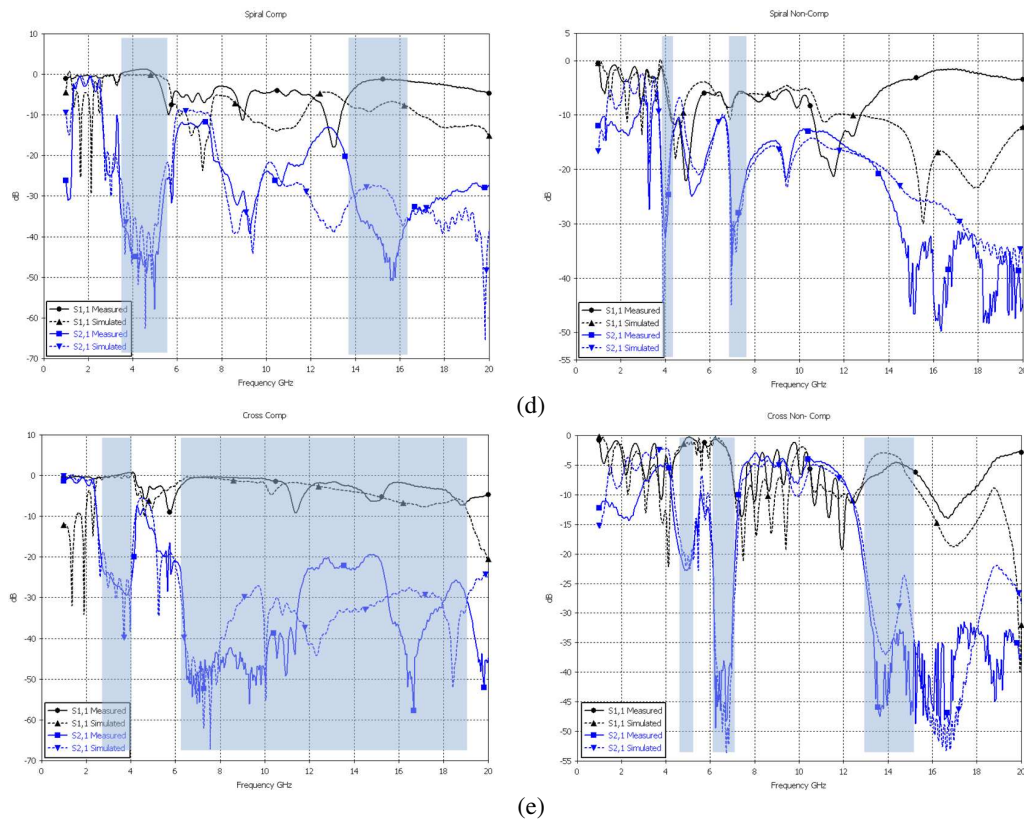 Spiral Comp
10
0
-10
-20
-30
-40
-50
-60
-70
dB
S1,1 Measured
S1,1 Simulated
S2,1 Measured
S2,1 Simulated
0 2 4 6 8 10 12 14 16 18 20
Frequency GHz
Spiral Non-Comp
5
0
-5
-10
-15
-20
-25
-30
-35
-40
-45
-50
-55
dB
S1,1 Measured
S1,1 Simulated
S2,1 Measured
S2,1 Simulated
0 2 4 6 8 10 12 14 16 18 20
Frequency GHz
(d)
Cross Comp
10
0
-10
-20
-30
-40
-50
-60
-70
dB
S1,1 Measured
S1,1 Simulated
S2,1 Measured
S2,1 Simulated
0 2 4 6 8 10 12 14 16 18 20
Frequency GHz
Cross Non- Comp
0
-5
-10
-15
-20
-25
-30
-35
-40
-45
-50
-55
dB
S1,1 Measured
S1,1 Simulated
S2,1 Measured
S2,1 Simulated
0 2 4 6 8 10 12 14 16 18 20
Frequency GHz
(e)